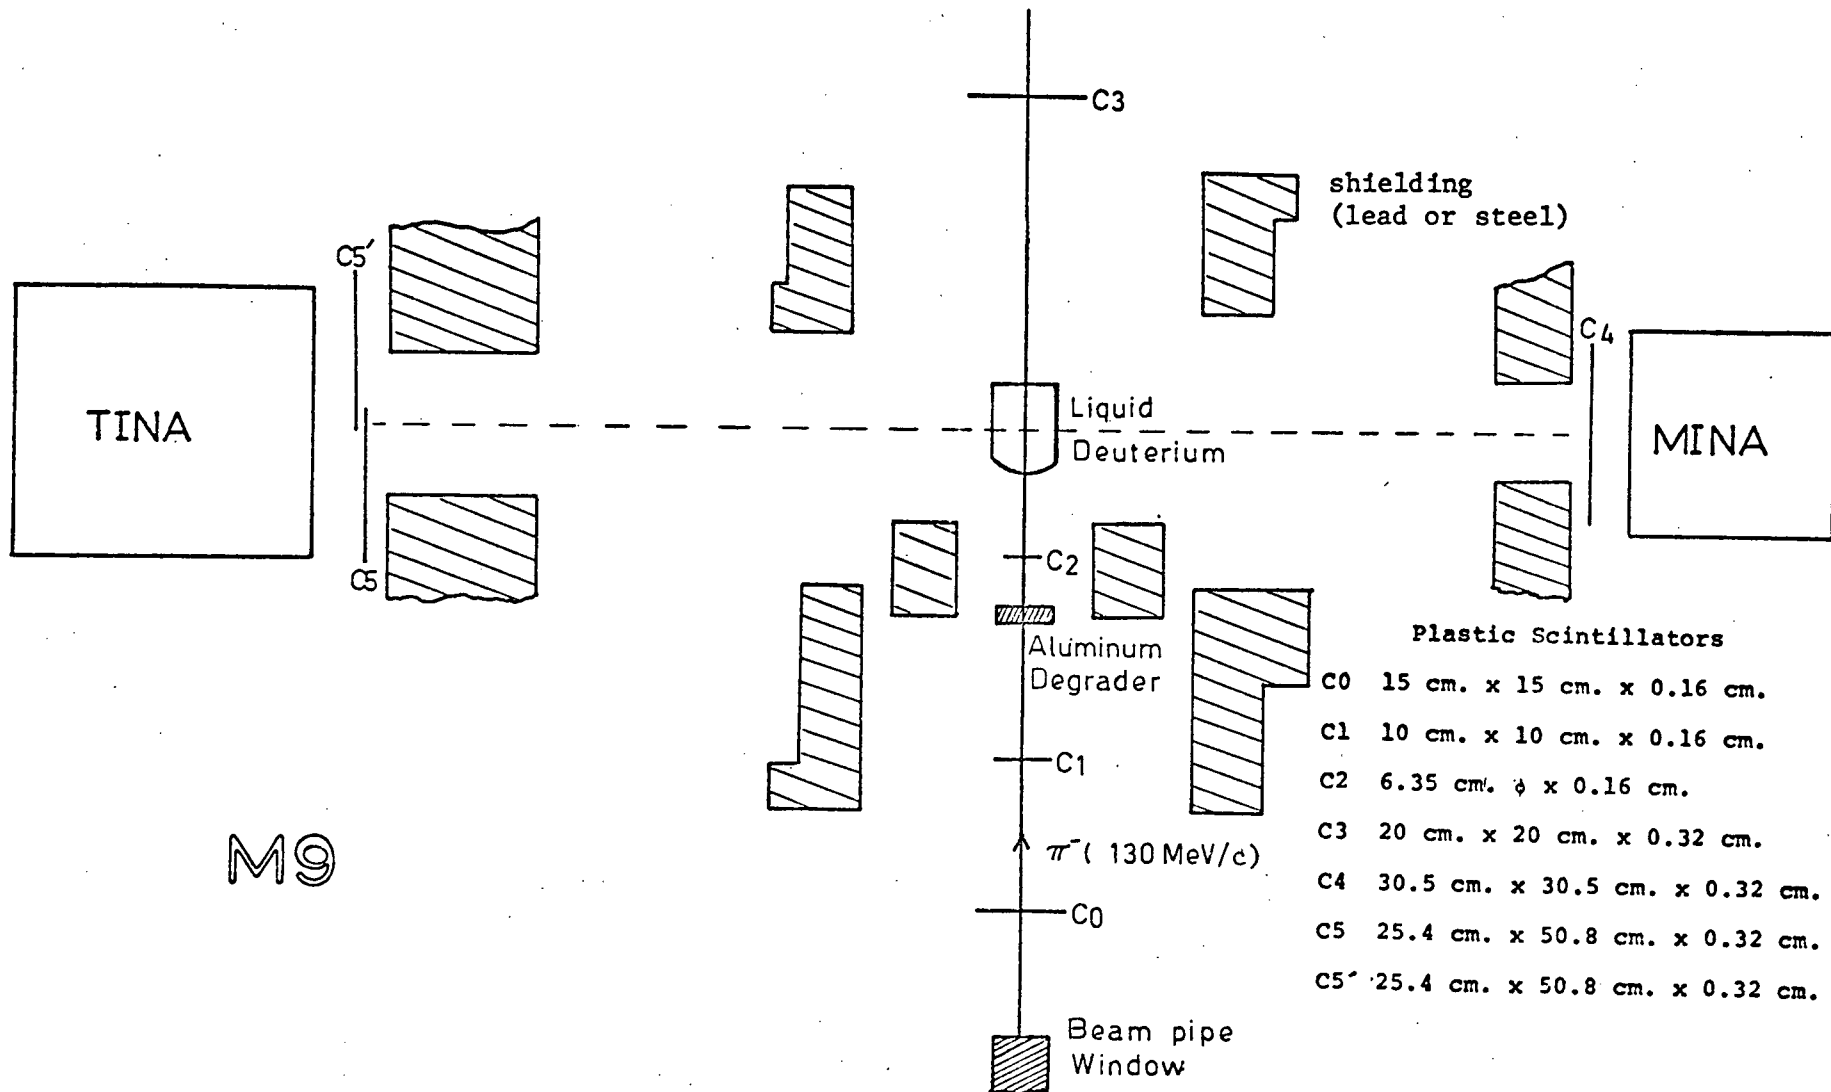 C3
shielding
(lead or steel)
C5′
C4
TINA
Liquid
Deuterium
MINA
C5
C2
Aluminum
Degrader
Plastic Scintillators
C0 15 cm. x 15 cm. x 0.16 cm.
C1 10 cm. x 10 cm. x 0.16 cm.
C2 6.35 cm. ϕ x 0.16 cm.
C3 20 cm. x 20 cm. x 0.32 cm.
C4 30.5 cm. x 30.5 cm. x 0.32 cm.
C5 25.4 cm. x 50.8 cm. x 0.32 cm.
C5′ 25.4 cm. x 50.8 cm. x 0.32 cm.
C1
π⁻ (130 MeV/c)
M9
C0
Beam pipe
Window